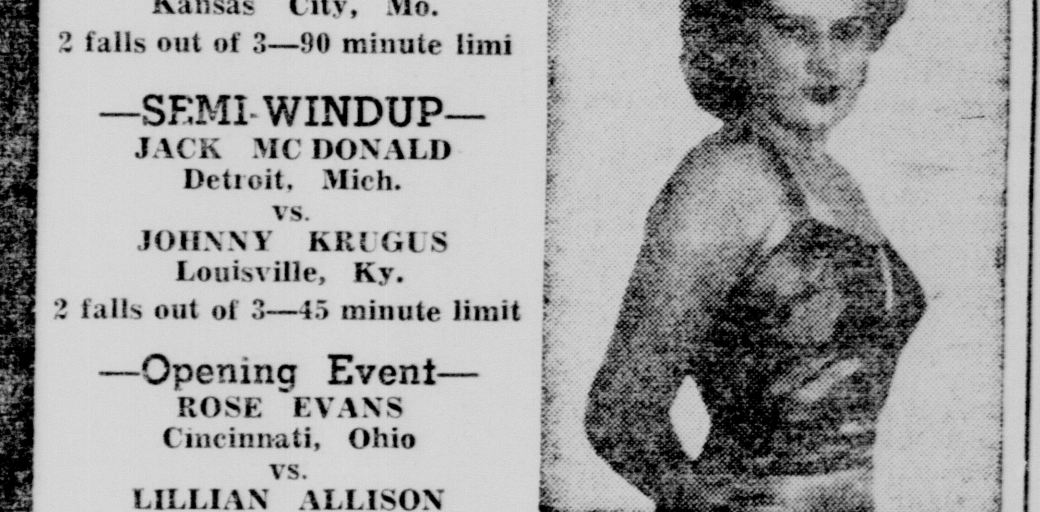 Kansas City, Mo.
2 falls out of 3—90 minute limi
—SEMI-WINDUP—
JACK MC DONALD
Detroit, Mich.
vs.
JOHNNY KRUGUS
Louisville, Ky.
2 falls out of 3—45 minute limit
—Opening Event—
ROSE EVANS
Cincinnati, Ohio
vs.
LILLIAN ALLISON